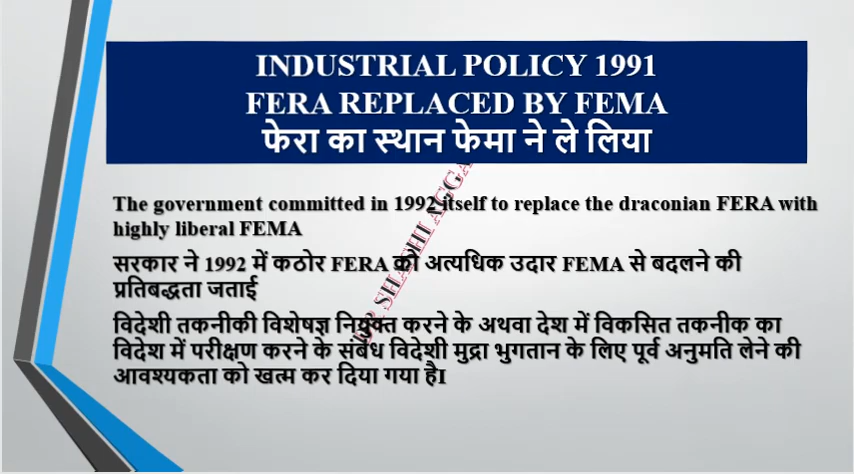 INDUSTRIAL POLICY 1991
FERA REPLACED BY FEMA
फेरा का स्थान फेमा ने ले लिया
The government committed in 1992 itself to replace the draconian FERA with
highly liberal FEMA
सरकार ने 1992 में कठोर FERA को अत्यधिक उदार FEMA से बदलने की
प्रतिबद्धता जताई
विदेशी तकनीकी विशेषज्ञ नियुक्त करने के अथवा देश में विकसित तकनीक का
विदेश में परीक्षण करने के संबंध विदेशी मुद्रा भुगतान के लिए पूर्व अनुमति लेने की
आवश्यकता को खत्म कर दिया गया हैI
DR SHASHI